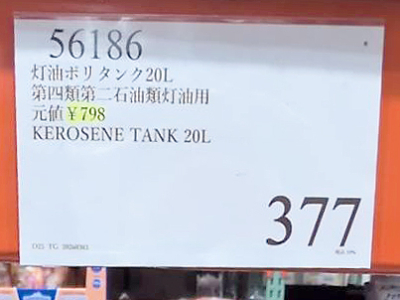 56186
灯油ポリタンク20L
第四類第二石油類灯油用
元値￥798
KEROSENE TANK 20L
377